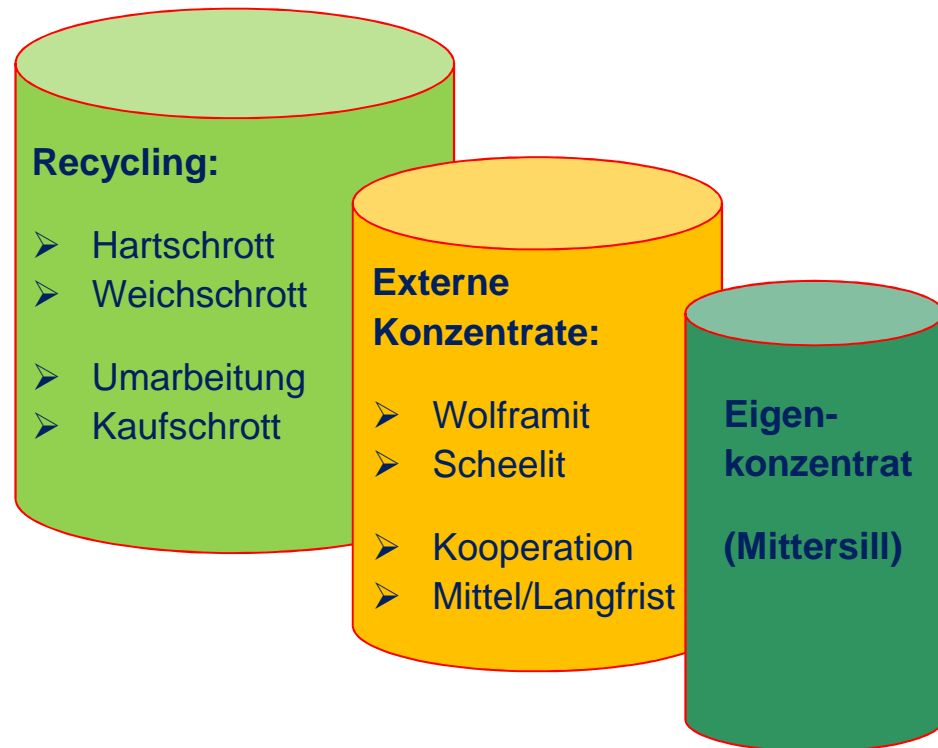 Recycling:
➢ Hartschrott
➢ Weichschrott
➢ Umarbeitung
➢ Kaufschrott
Externe
Konzentrate:
➢ Wolframit
➢ Scheelit
➢ Kooperation
➢ Mittel/Langfrist
Eigen-
konzentrat
(Mittersill)